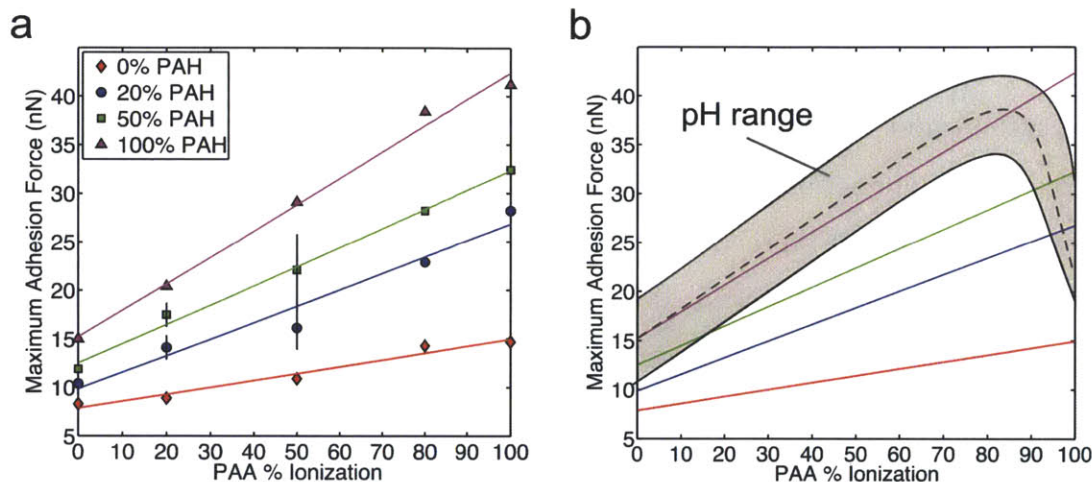 a
Maximum Adhesion Force (nN)
40
35
30
25
20
15
10
5
0% PAH
20% PAH
50% PAH
100% PAH
0 10 20 30 40 50 60 70 80 90 100
PAA % Ionization
b
Maximum Adhesion Force (nN)
40
35
30
25
20
15
10
5
pH range
0 10 20 30 40 50 60 70 80 90 100
PAA % Ionization